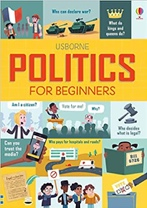 Who can declare war?
What do kings and queens do?
USBORNE
POLITICS
FOR BEGINNERS
Am I a citizen?
Vote for me!
Why?
Can you trust the media?
Who pays for hospitals and roads?
Who decides what is legal?